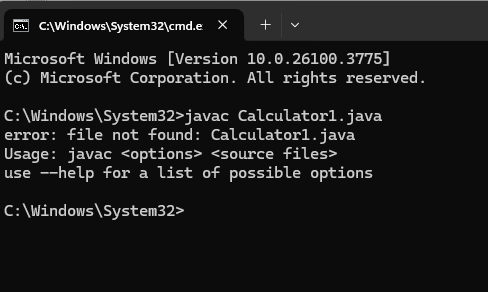 C:\Windows\System32\cmd.e
Microsoft Windows [Version 10.0.26100.3775]
(c) Microsoft Corporation. All rights reserved.
C:\Windows\System32>javac Calculator1.java
error: file not found: Calculator1.java
Usage: javac <options> <source files>
use --help for a list of possible options
C:\Windows\System32>